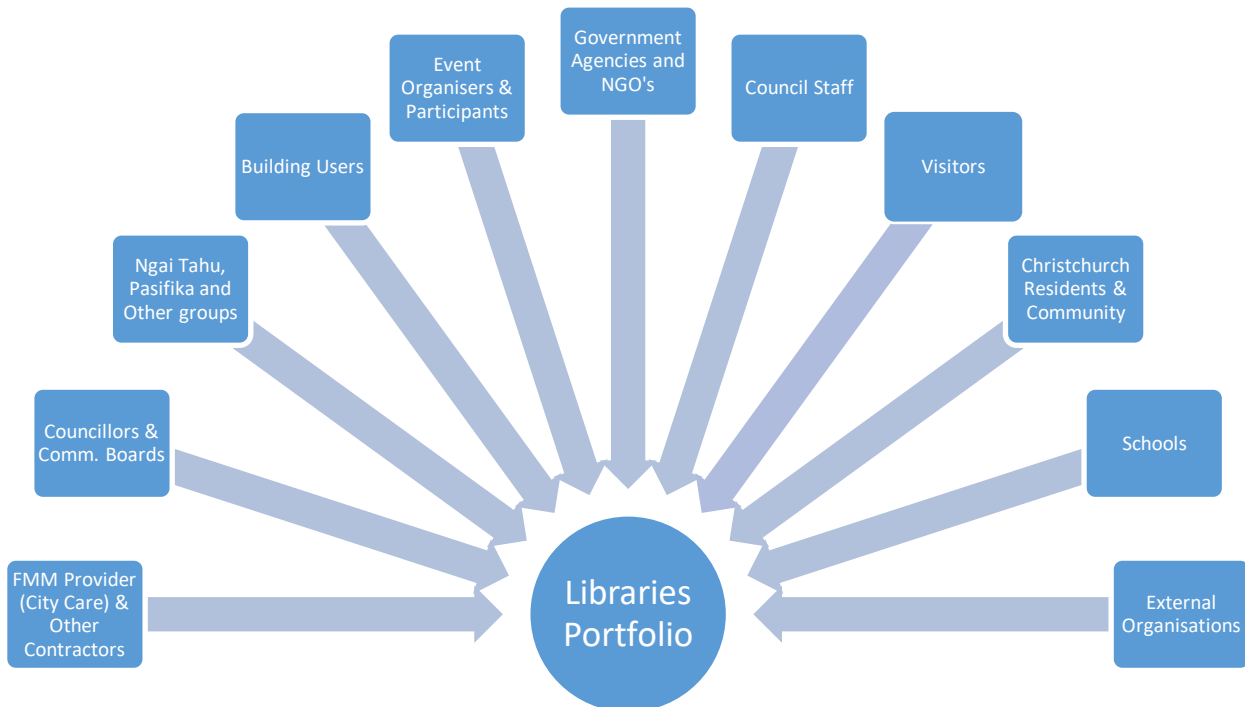 Government
Agencies and
NGO's
Event
Organisers &
Participants
Council Staff
Building Users
Visitors
Ngai Tahu,
Pasifika and
Other groups
Christchurch
Residents &
Community
Councillors &
Comm. Boards
Schools
FMM Provider
(City Care) &
Other
Contractors
External
Organisations
Libraries
Portfolio